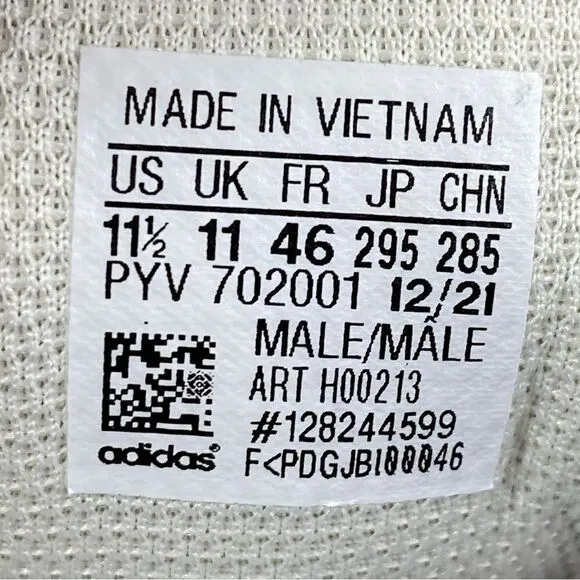 MADE IN VIETNAM
US UK FR JP CHN
11½ 11 46 295 285
PYV 702001 12/21
MALE/MÂLE
ART H00213
#128244599
adidas® F<PDGJBI00046